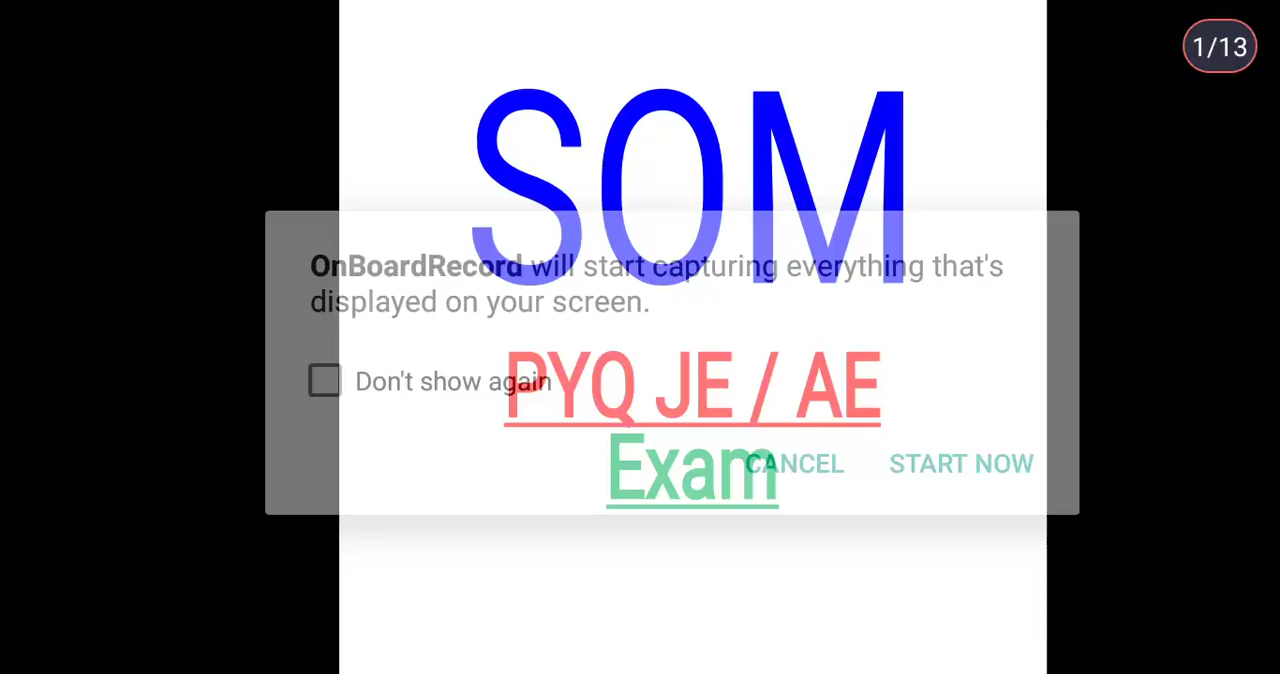 1/13
SOM
OnBoardRecord will start capturing everything that's
displayed on your screen.
Don't show again
PYQ JE / AE
Exam
CANCEL START NOW